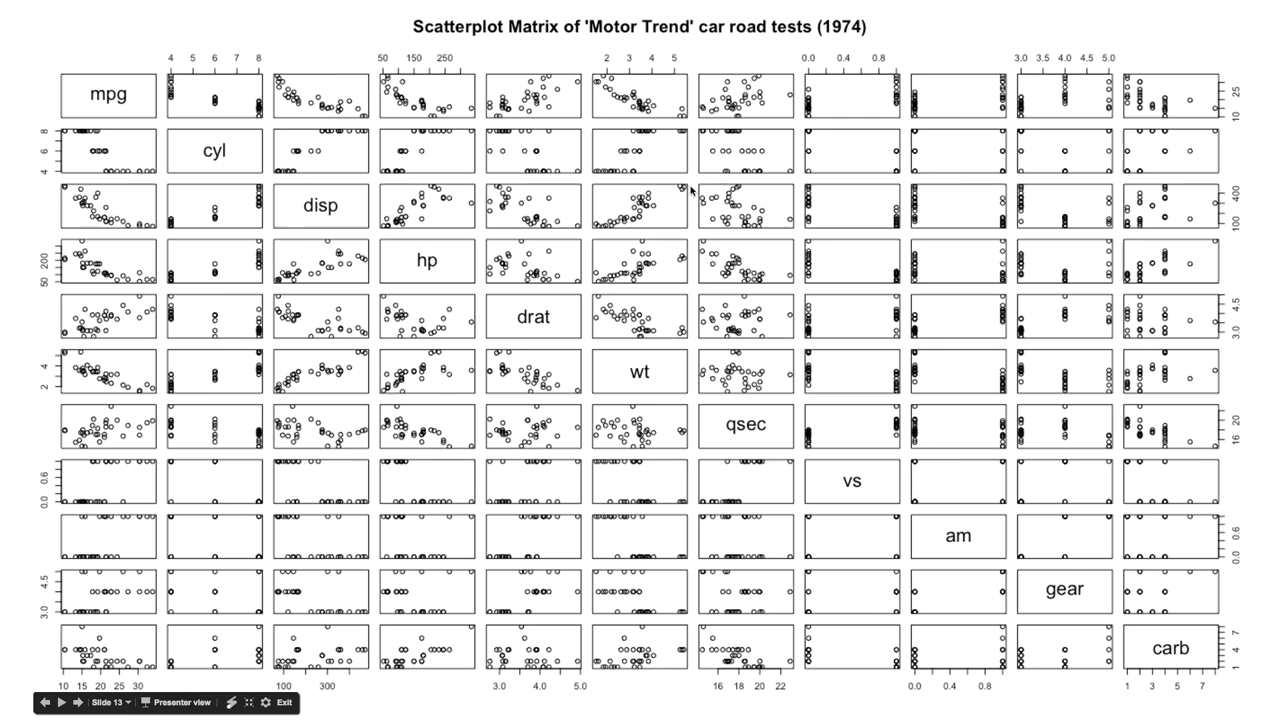 Scatterplot Matrix of 'Motor Trend' car road tests (1974)
4 5 6 7 8 50 150 250 2 3 4 5 0.0 0.4 0.8 3.0 3.5 4.0 4.5 5.0
mpg 10 25
4 6 8 cyl
disp 100 400
50 200 hp
drat 3.0 4.5
2 4 wt
qsec 16 20
0.0 0.6 vs
am 0.0 0.6
3.0 4.5 gear
carb 1 4 7
10 15 20 25 30 100 300 3.0 4.0 5.0 16 18 20 22 0.0 0.4 0.8 1 3 5 7
Slide 13 Presenter view Exit